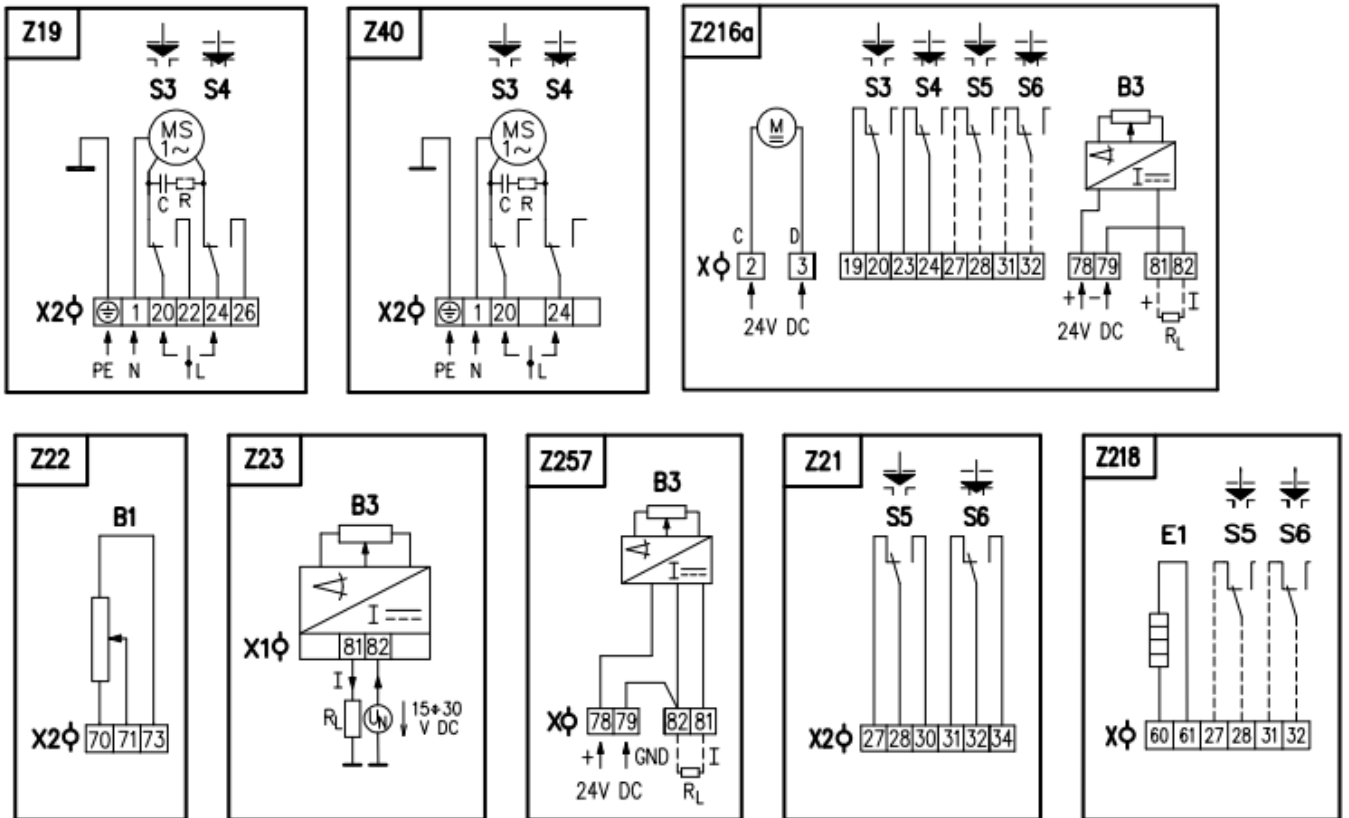 Z19
S3 S4
MS
1~
C R
X2 1 20 22 24 26
PE N L
Z40
S3 S4
MS
1~
C R
X2 1 20 24
PE N L
Z216a
S3 S4 S5 S6 B3
M
I
C D
X 2 3 19 20 23 24 27 28 31 32 78 79 81 82
+ - + I
24V DC 24V DC RL
Z22
B1
X2 70 71 73
Z23
B3
I
X1 81 82
I
RL UN 15÷30
V DC
Z257
B3
I
X 78 79 82 81
+ GND I
24V DC RL
Z21
S5 S6
X2 27 28 30 31 32 34
Z218
E1 S5 S6
X 60 61 27 28 31 32